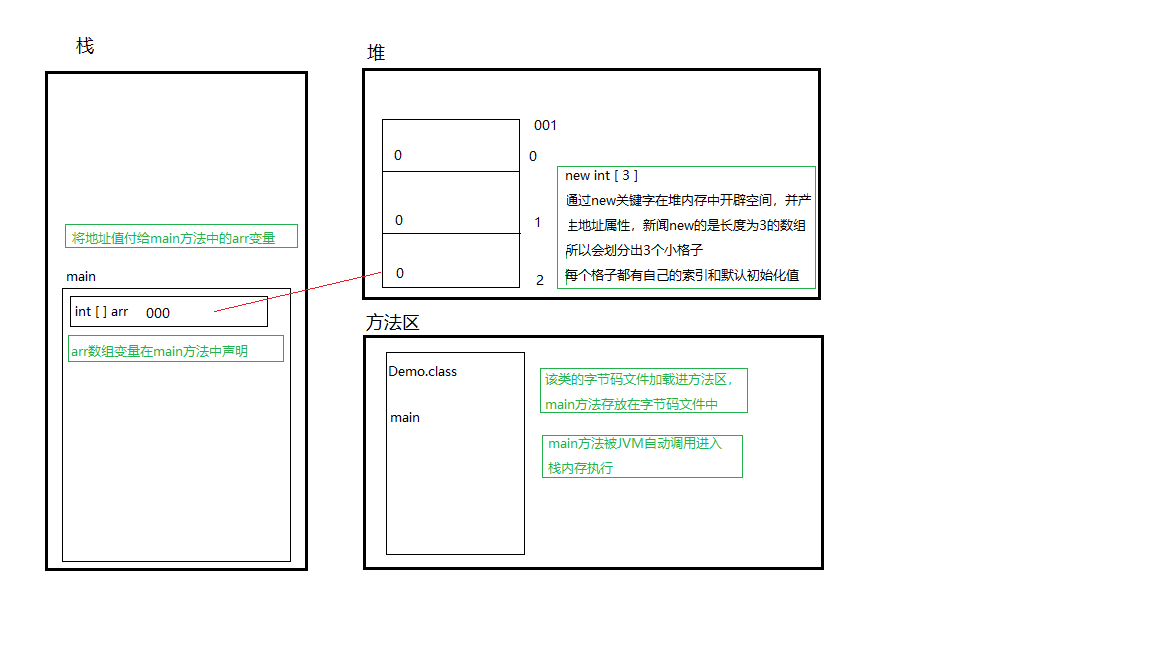 栈
将地址值付给main方法中的arr变量
main
int [ ] arr 000
arr数组变量在main方法中声明
堆
001
0 0
0 1
0 2
new int [ 3 ]
通过new关键字在堆内存中开辟空间，并产
主地址属性，新闻new的是长度为3的数组
所以会划分出3个小格子
每个格子都有自己的索引和默认初始化值
方法区
Demo.class
main
该类的字节码文件加载进方法区，
main方法存放在字节码文件中
main方法被JVM自动调用进入
栈内存执行